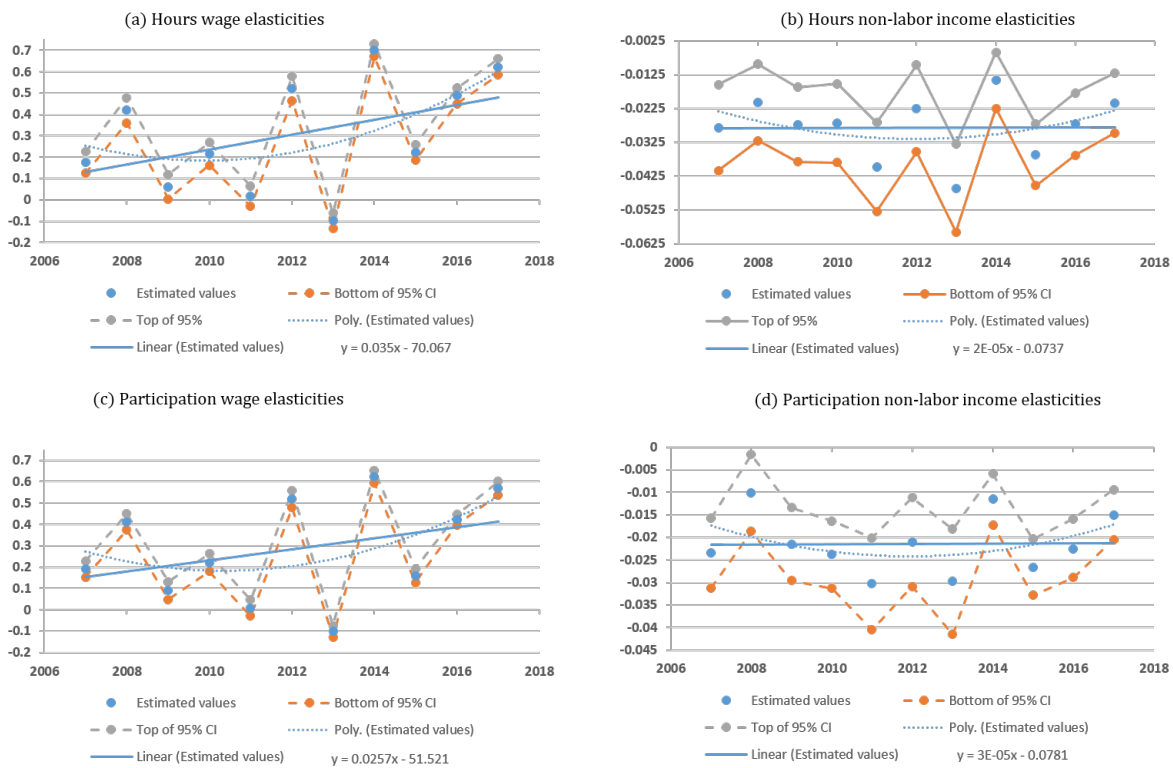 (a) Hours wage elasticities
0.7
0.6
0.5
0.4
0.3
0.2
0.1
0
-0.1
-0.2
2006 2008 2010 2012 2014 2016 2018
Estimated values Bottom of 95% CI
Top of 95% Poly. (Estimated values)
Linear (Estimated values) y = 0.035x - 70.067
(b) Hours non-labor income elasticities
-0.0025
-0.0125
-0.0225
-0.0325
-0.0425
-0.0525
-0.0625
2006 2008 2010 2012 2014 2016 2018
Estimated values Bottom of 95% CI
Top of 95% Poly. (Estimated values)
Linear (Estimated values) y = 2E-05x - 0.0737
(c) Participation wage elasticities
0.7
0.6
0.5
0.4
0.3
0.2
0.1
0
-0.1
-0.2
2006 2008 2010 2012 2014 2016 2018
Estimated values Bottom of 95% CI
Top of 95% CI Poly. (Estimated values)
Linear (Estimated values) y = 0.0257x - 51.521
(d) Participation non-labor income elasticities
0
-0.005
-0.01
-0.015
-0.02
-0.025
-0.03
-0.035
-0.04
-0.045
2006 2008 2010 2012 2014 2016 2018
Estimated values Bottom of 95% CI
Top of 95% CI Poly. (Estimated values)
Linear (Estimated values) y = 3E-05x - 0.0781